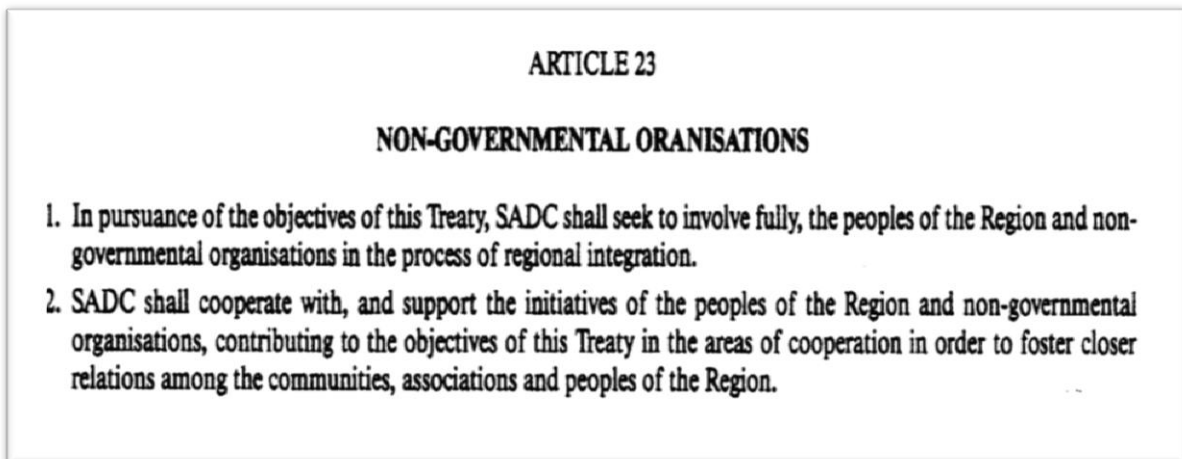 ARTICLE 23
NON-GOVERNMENTAL ORANISATIONS
1. In pursuance of the objectives of this Treaty, SADC shall seek to involve fully, the peoples of the Region and non-
governmental organisations in the process of regional integration.
2. SADC shall cooperate with, and support the initiatives of the peoples of the Region and non-governmental
organisations, contributing to the objectives of this Treaty in the areas of cooperation in order to foster closer
relations among the communities, associations and peoples of the Region.